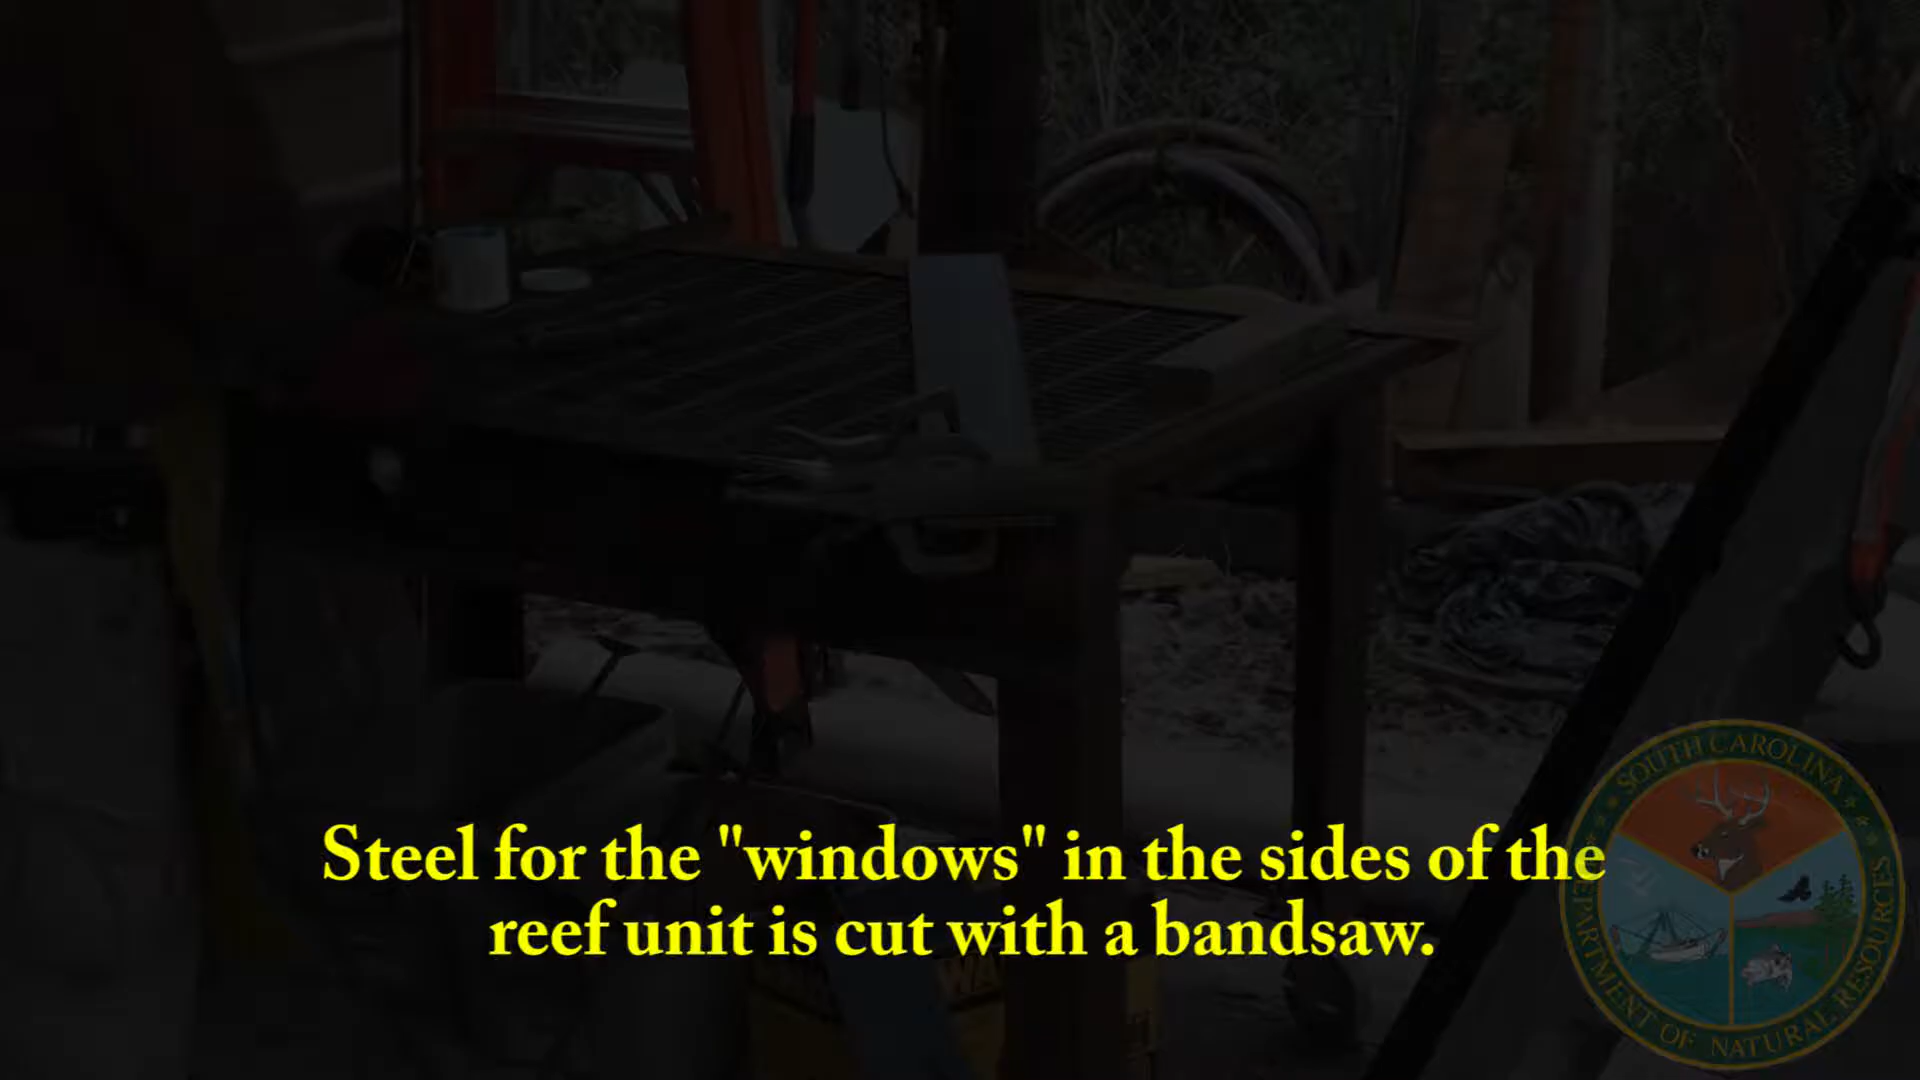 Steel for the "windows" in the sides of the
reef unit is cut with a bandsaw.
SOUTH CAROLINA
DEPARTMENT OF NATURAL RESOURCES